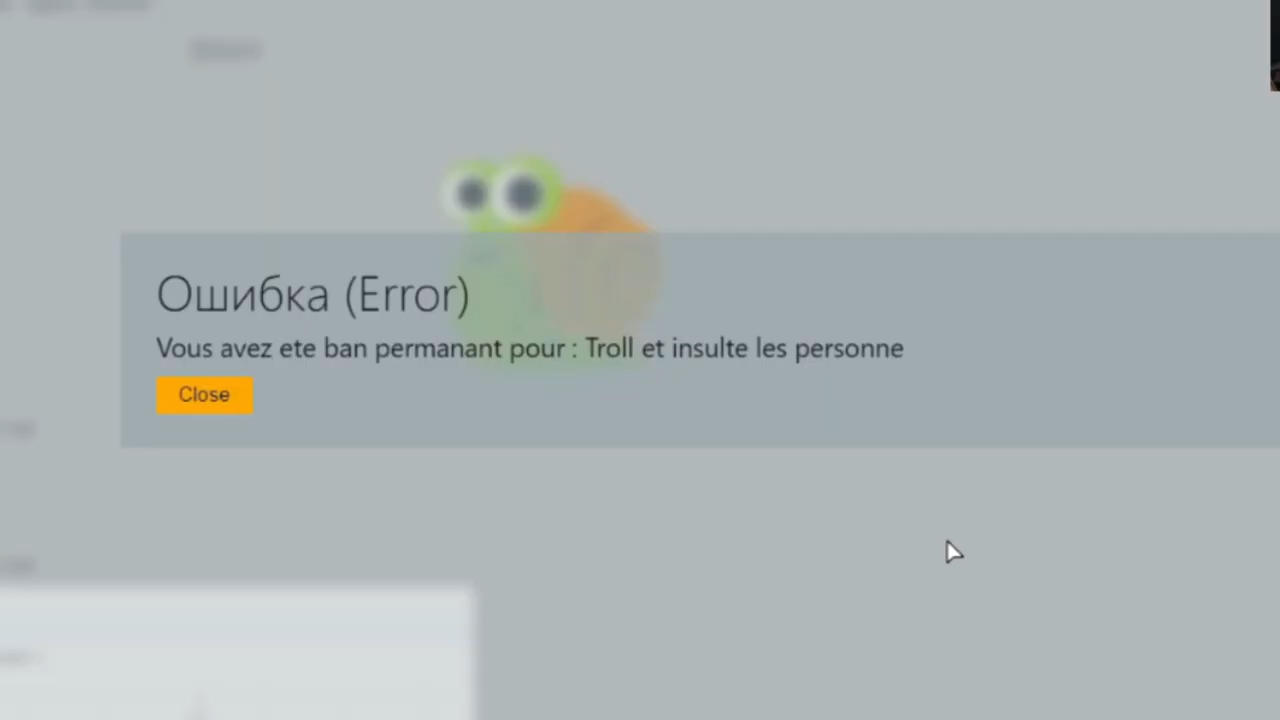 Ошибка (Error)
Vous avez ete ban permanant pour : Troll et insulte les personne
Close